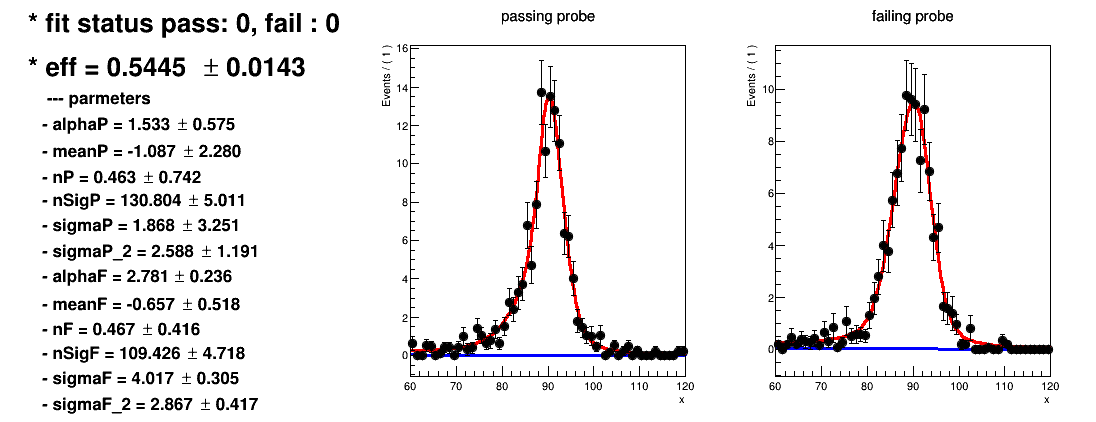 * fit status pass: 0, fail : 0
* eff = 0.5445 ± 0.0143
--- parmeters
- alphaP = 1.533 ± 0.575
- meanP = -1.087 ± 2.280
- nP = 0.463 ± 0.742
- nSigP = 130.804 ± 5.011
- sigmaP = 1.868 ± 3.251
- sigmaP_2 = 2.588 ± 1.191
- alphaF = 2.781 ± 0.236
- meanF = -0.657 ± 0.518
- nF = 0.467 ± 0.416
- nSigF = 109.426 ± 4.718
- sigmaF = 4.017 ± 0.305
- sigmaF_2 = 2.867 ± 0.417
passing probe
Events / ( 1 )
16
14
12
10
8
6
4
2
0
60 70 80 90 100 110 120
x
failing probe
Events / ( 1 )
10
8
6
4
2
0
60 70 80 90 100 110 120
x